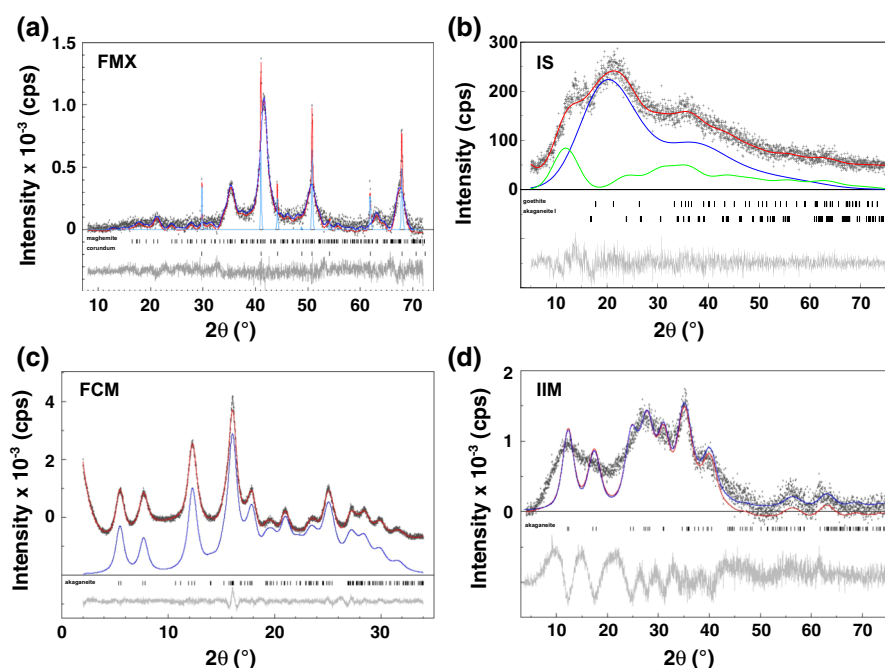 (a)
FMX
Intensity x 10-3 (cps)
1.5
1.0
0.5
0
maghemite
corundum
10 20 30 40 50 60 70
2θ (°)
(b)
IS
Intensity (cps)
300
200
100
0
goethite
akaganeite I
10 20 30 40 50 60 70
2θ (°)
(c)
FCM
Intensity × 10-3 (cps)
4
2
0
akaganeite
0 10 20 30
2θ (°)
(d)
IIM
Intensity × 10-3 (cps)
2
1
0
akaganeite
10 20 30 40 50 60 70
2θ (°)